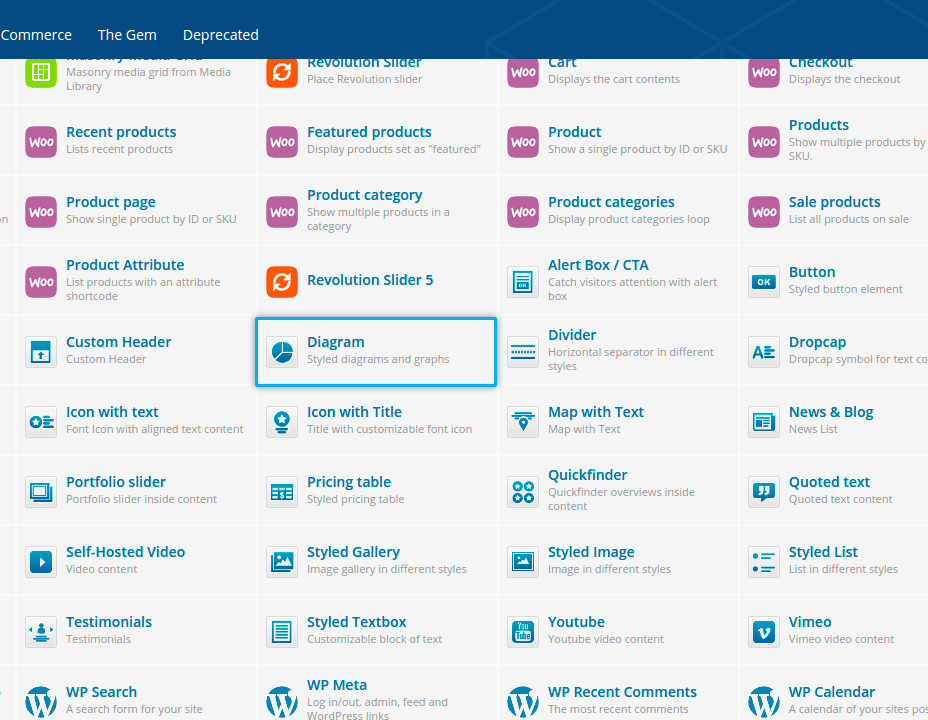 Commerce The Gem Deprecated
Masonry Media Grid
Masonry media grid from Media
Library
Revolution Slider
Place Revolution slider
Woo
Cart
Displays the cart contents
Woo
Checkout
Displays the checkout
Woo
Recent products
Lists recent products
Woo
Featured products
Display products set as "featured"
Woo
Product
Show a single product by ID or SKU
Woo
Products
Show multiple products by
SKU.
on
Woo
Product page
Show single product by ID or SKU
Woo
Product category
Show multiple products in a
category
Woo
Product categories
Display product categories loop
Woo
Sale products
List all products on sale
Woo
Product Attribute
List products with an attribute
shortcode
Revolution Slider 5
OK
Alert Box / CTA
Catch visitors attention with alert
box
OK
Button
Styled button element
Custom Header
Custom Header
Diagram
Styled diagrams and graphs
Divider
Horizontal separator in different
styles
A
Dropcap
Dropcap symbol for text co
Icon with text
Font Icon with aligned text content
Icon with Title
Title with customizable font icon
Map with Text
Map with Text
News & Blog
News List
Portfolio slider
Portfolio slider inside content
$
Pricing table
Styled pricing table
Quickfinder
Quickfinder overviews inside
content
Quoted text
Quoted text content
Self-Hosted Video
Video content
Styled Gallery
Image gallery in different styles
Styled Image
Image in different styles
Styled List
List in different styles
Testimonials
Testimonials
Styled Textbox
Customizable block of text
You
Tube
Youtube
Youtube video content
Vimeo
Vimeo video content
WP Search
A search form for your site
WP Meta
Log in/out, admin, feed and
WordPress links
WP Recent Comments
The most recent comments
WP Calendar
A calendar of your sites pos